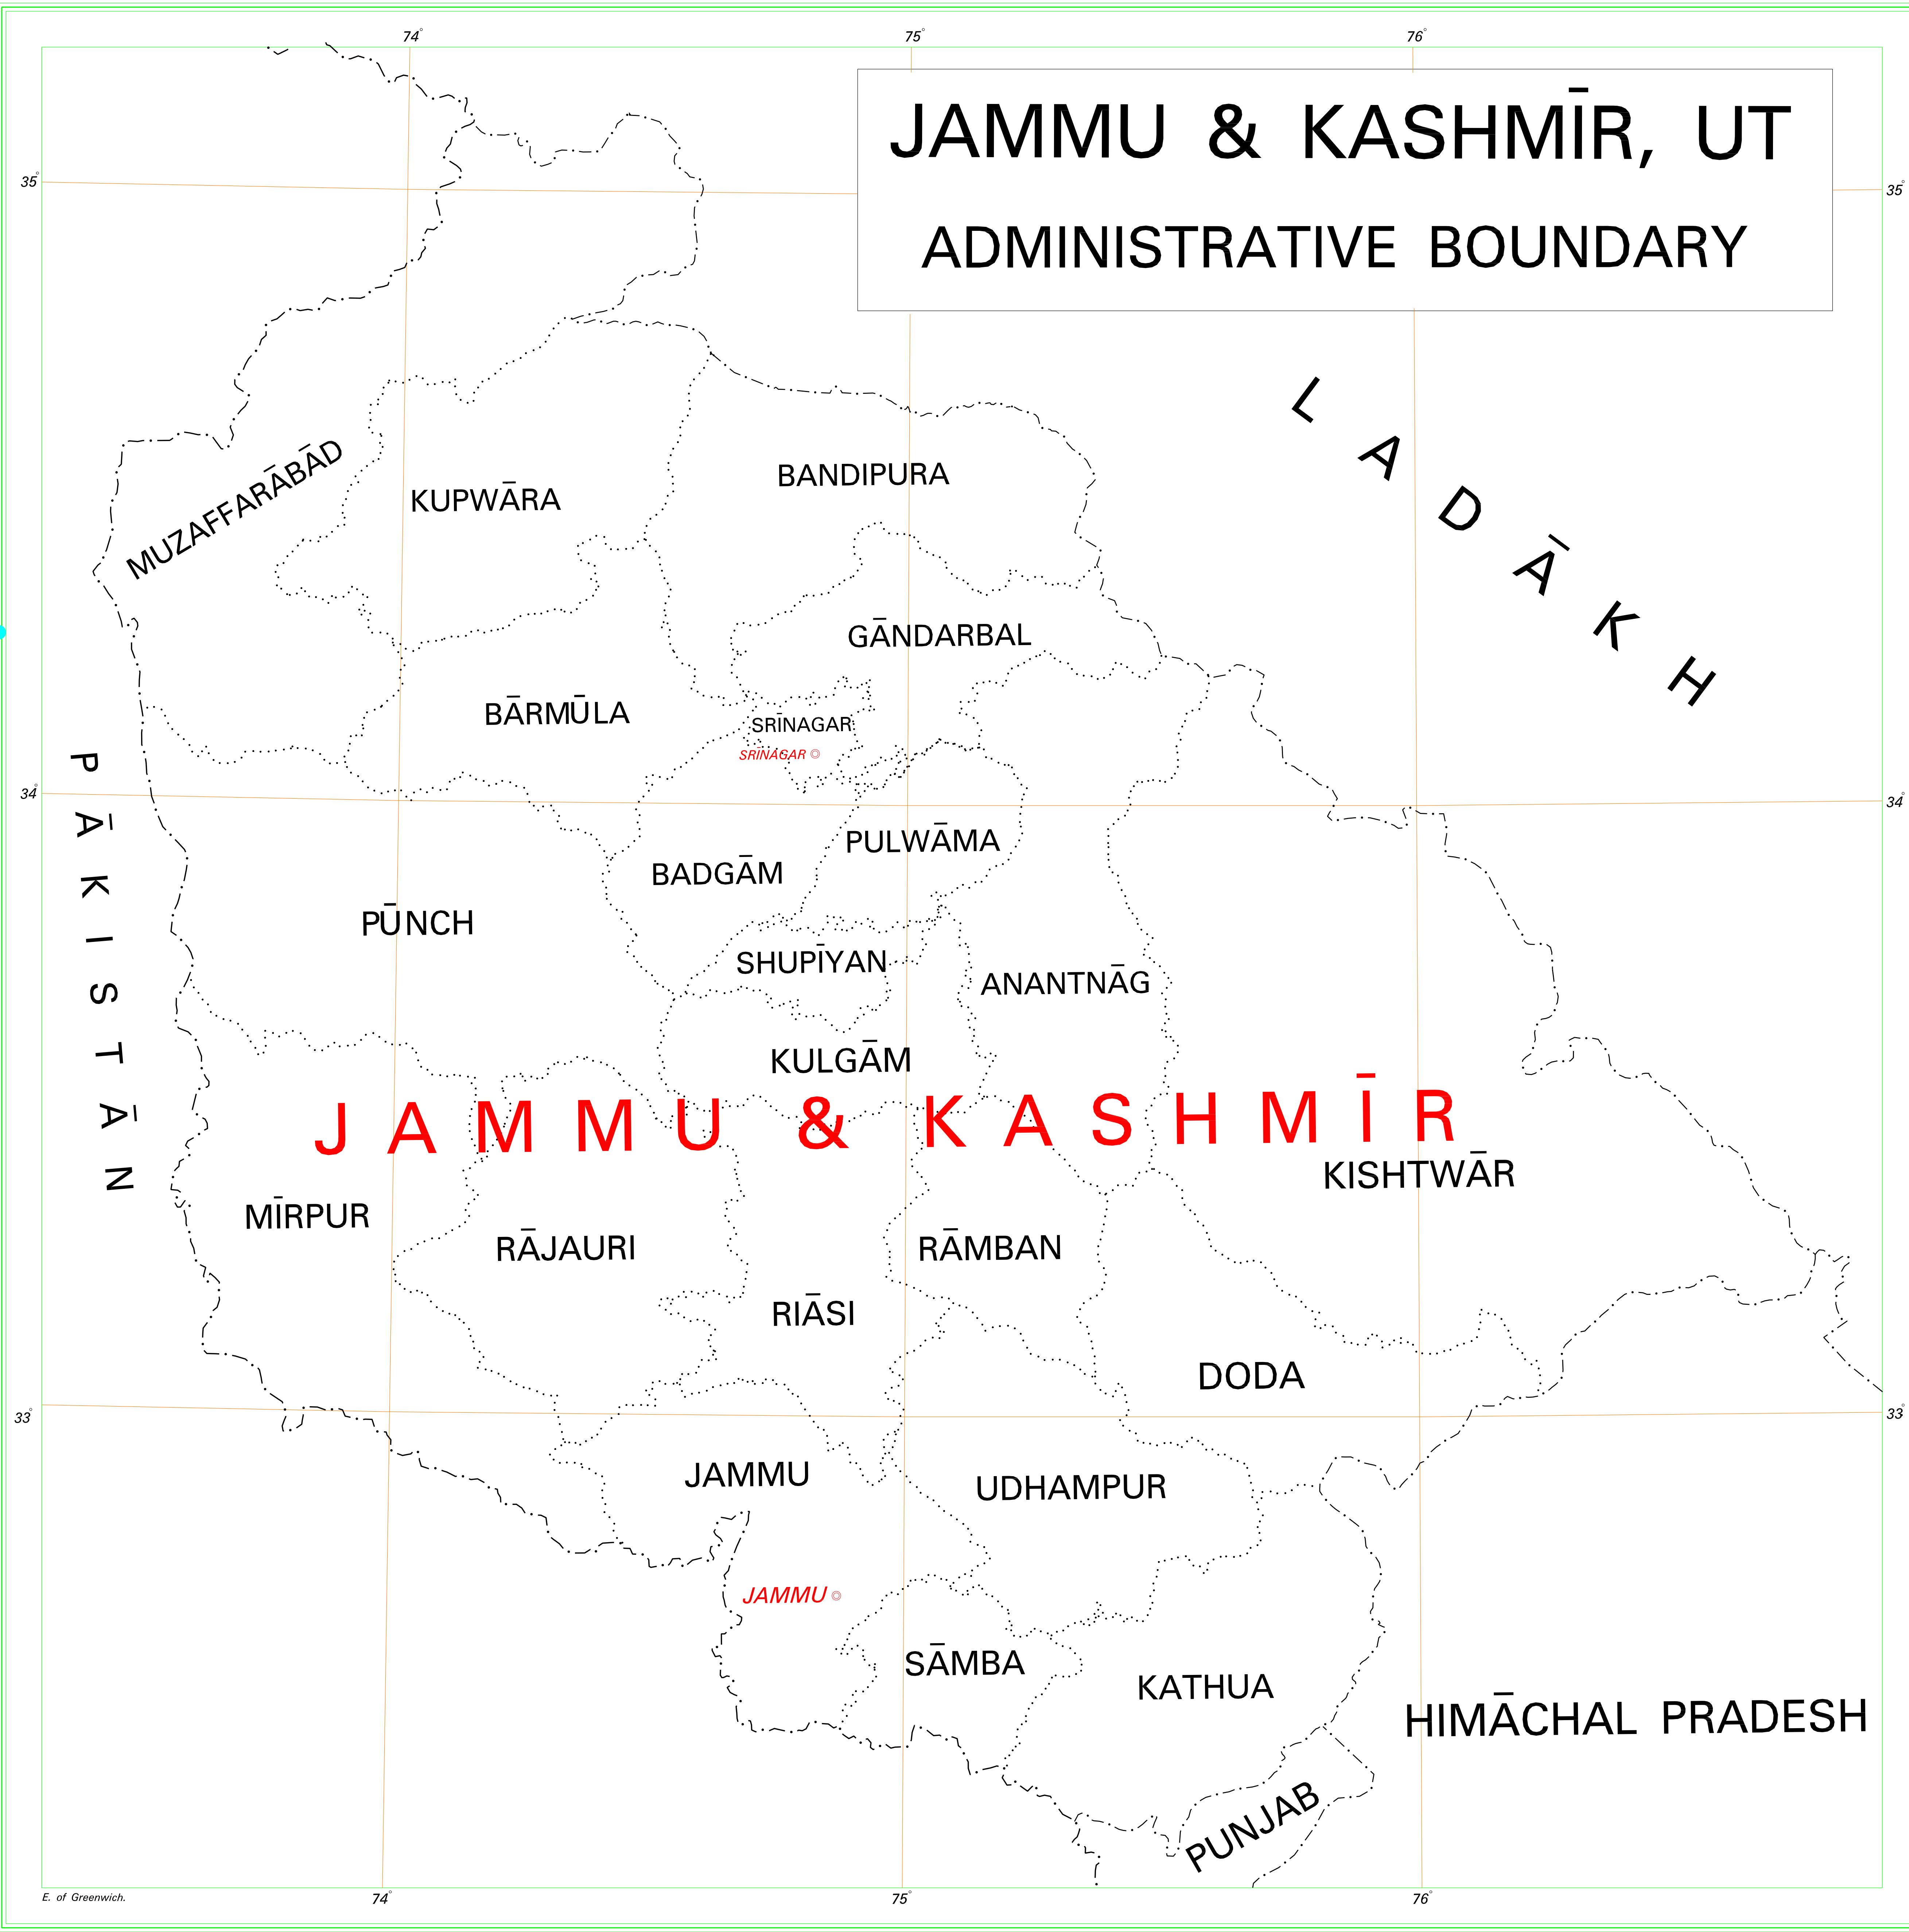 74° 75° 76°
JAMMU & KASHMĪR, UT
ADMINISTRATIVE BOUNDARY
35° 35°
LADĀKH
MUZAFFARĀBĀD
KUPWĀRA
BANDIPURA
GĀNDARBAL
BĀRMŪLA
SRĪNAGAR
SRĪNAGAR
PĀKISTĀN
34° 34°
PULWĀMA
BADGĀM
PŪNCH
SHUPĪYAN
ANANTNĀG
KULGĀM
JAMMU & KASHMĪR
KISHTWĀR
MĪRPUR
RĀJAURI
RĀMBAN
RIĀSI
DODA
33° 33°
JAMMU
UDHAMPUR
JAMMU
SĀMBA
KATHUA
HIMĀCHAL PRADESH
PUNJAB
E. of Greenwich.
74° 75° 76°